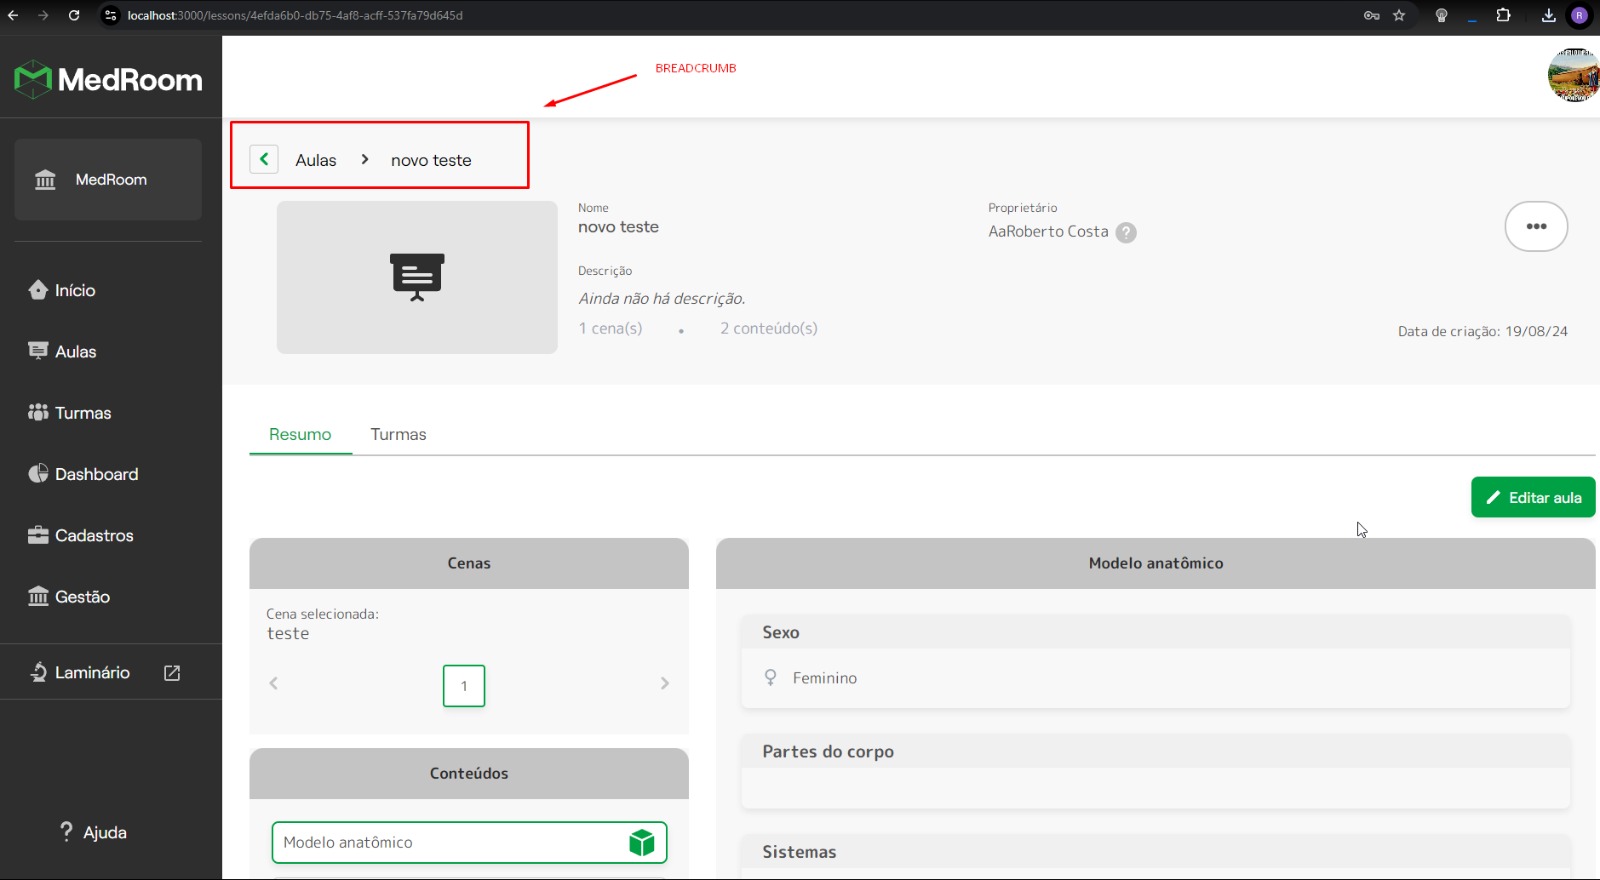 localhost:3000/lessons/4efda6b0-db75-4af8-acff-537fa79d645d
R
MedRoom
BREADCRUMB
MedRoom
Aulas > novo teste
Nome
novo teste
Proprietário
AaRoberto Costa ?
•••
Descrição
Ainda não há descrição.
1 cena(s) • 2 conteúdo(s)
Data de criação: 19/08/24
Início
Aulas
Turmas
Dashboard
Cadastros
Gestão
Laminário
? Ajuda
Resumo Turmas
Editar aula
Cenas
Cena selecionada:
teste
1
Conteúdos
Modelo anatômico
Modelo anatômico
Sexo
Feminino
Partes do corpo
Sistemas